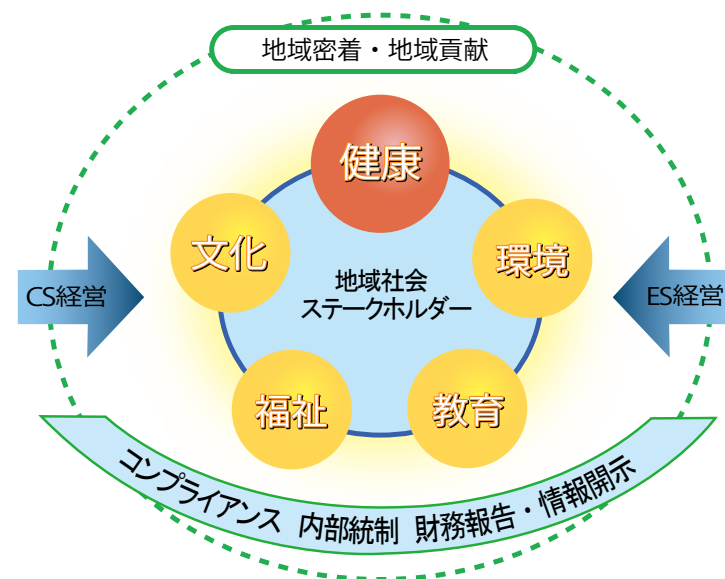 地域密着・地域貢献
健康
文化
環境
地域社会
ステークホルダー
CS経営
ES経営
福祉
教育
コンプライアンス 内部統制 財務報告・情報開示